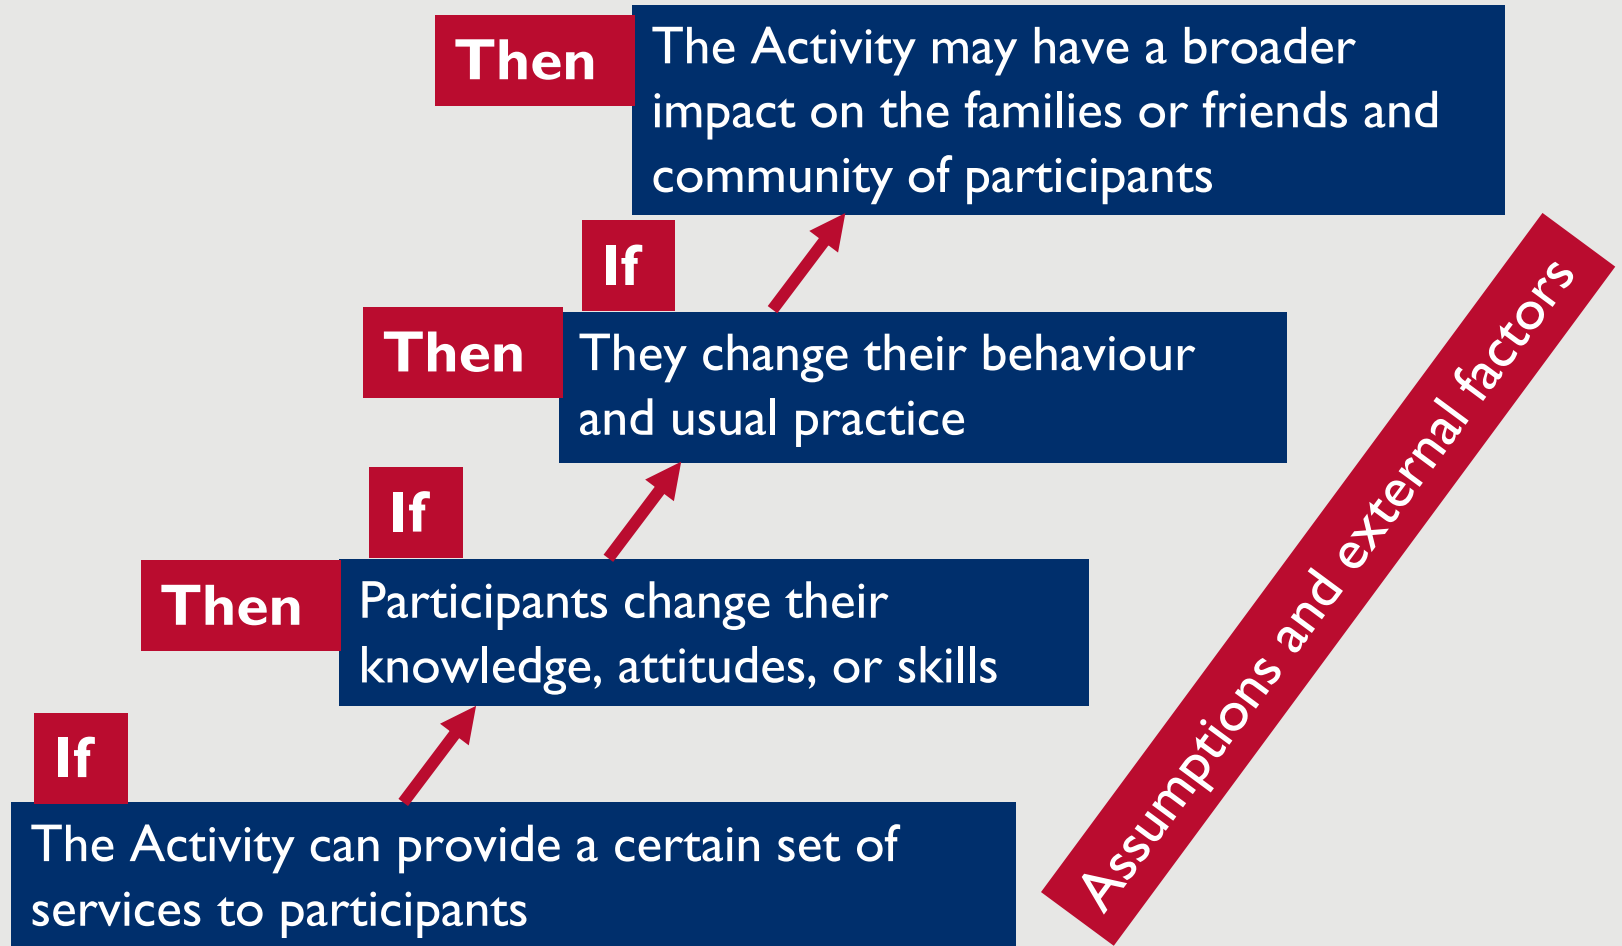 Then
The Activity may have a broader
impact on the families or friends and
community of participants
If
Then
They change their behaviour
and usual practice
If
Then
Participants change their
knowledge, attitudes, or skills
If
The Activity can provide a certain set of
services to participants
Assumptions and external factors